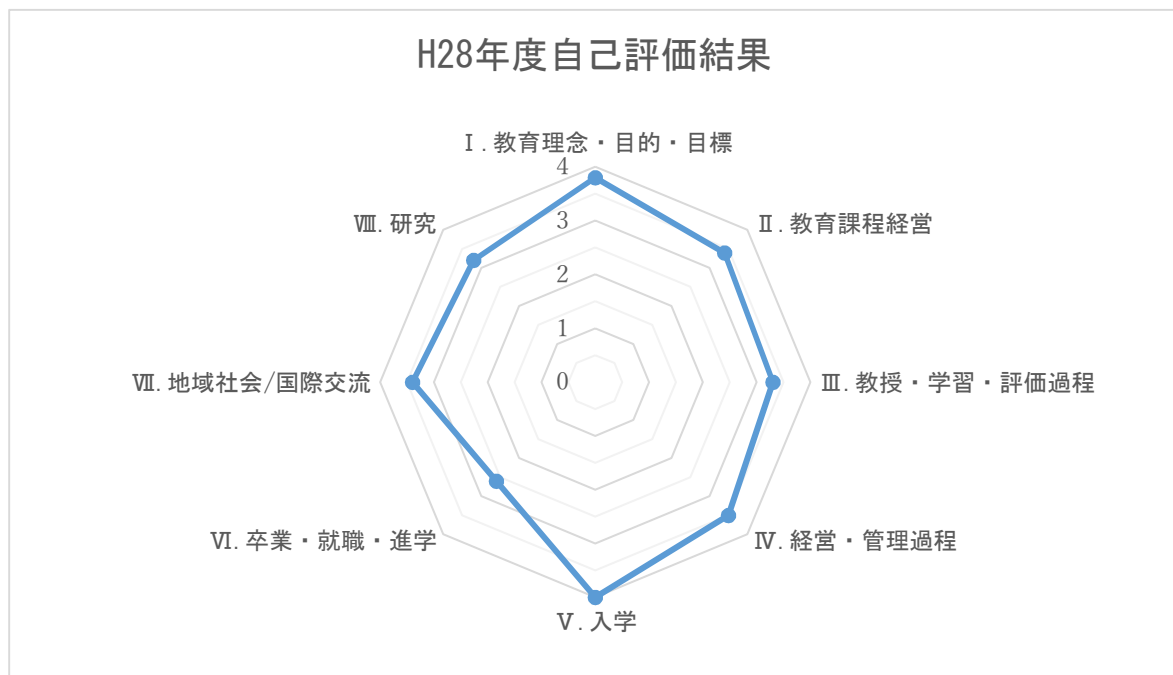 H28年度自己評価結果
Ⅰ.教育理念・目的・目標
4
Ⅷ.研究
3
Ⅱ.教育課程経営
2
1
Ⅶ.地域社会/国際交流
0
Ⅲ.教授・学習・評価過程
Ⅵ.卒業・就職・進学
Ⅳ.経営・管理過程
Ⅴ.入学